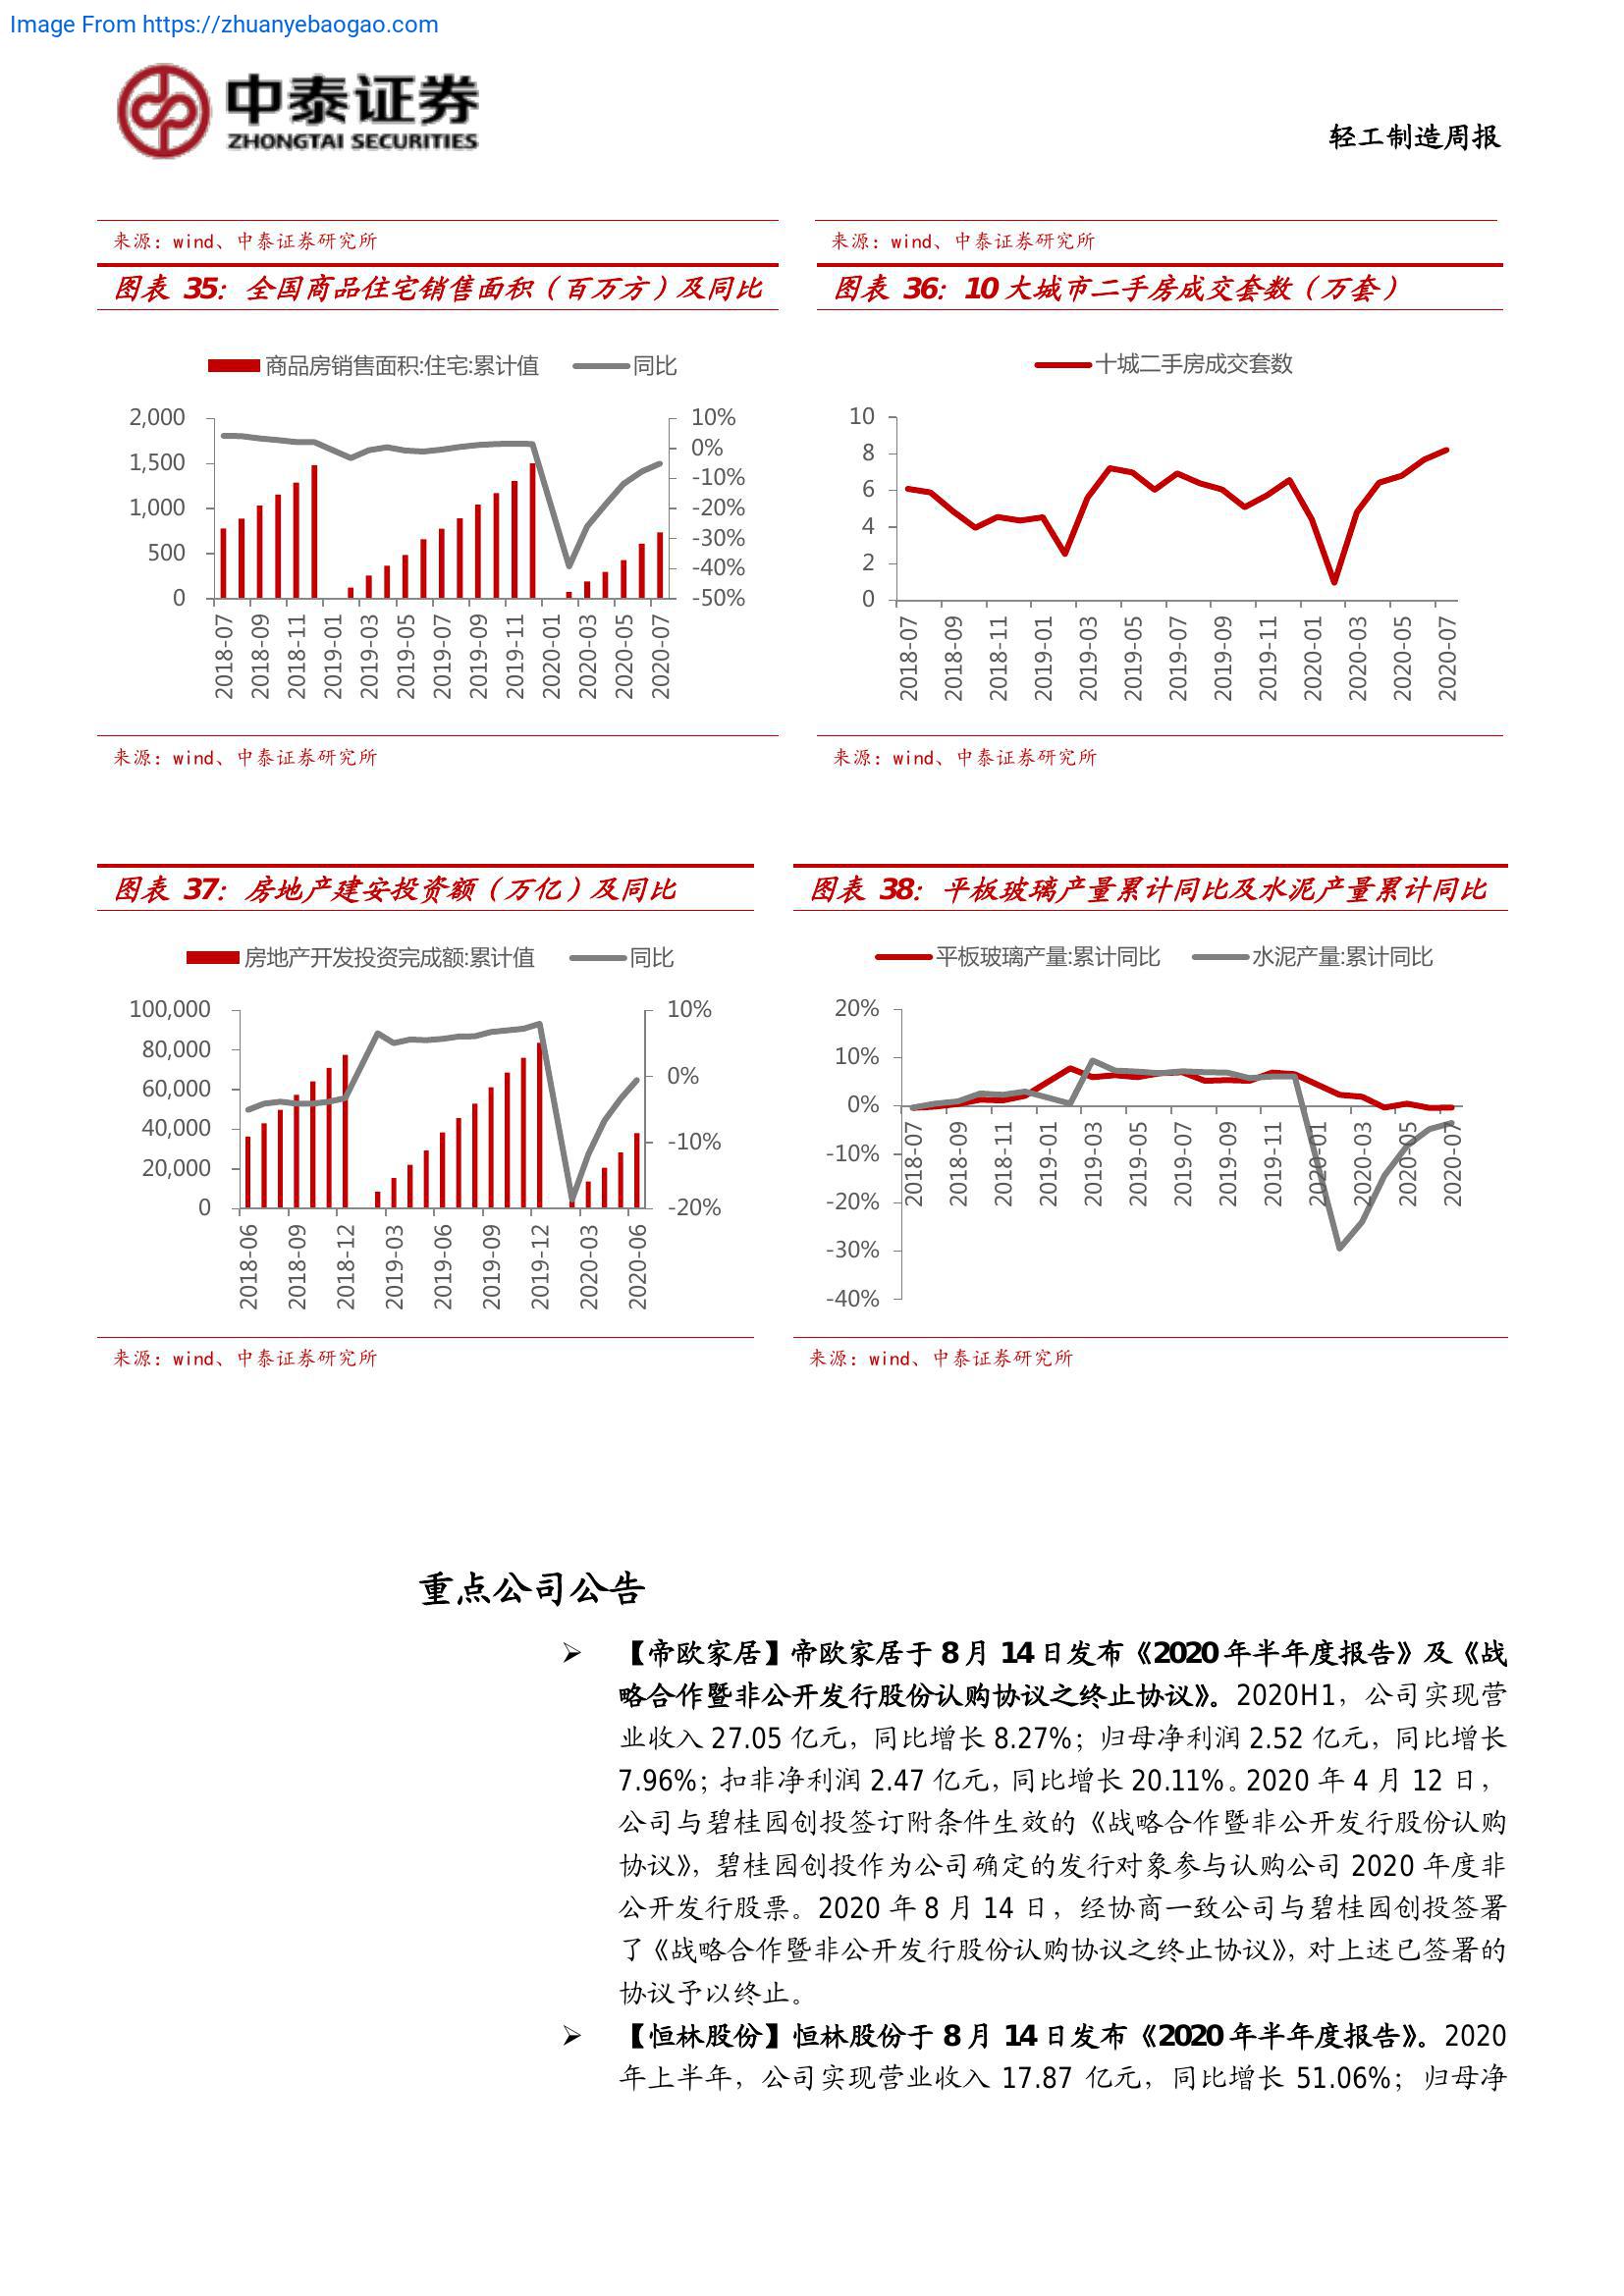 Image From https://zhuanyebaogao.com
中泰证券
ZHONGTAI SECURITIES
轻工制造周报
来源：wind、中泰证券研究所
来源：wind、中泰证券研究所
图表 35：全国商品住宅销售面积（百万方）及同比
商品房销售面积:住宅:累计值 同比
2,000
1,500
1,000
500
0
10%
0%
-10%
-20%
-30%
-40%
-50%
2018-07
2018-09
2018-11
2019-01
2019-03
2019-05
2019-07
2019-09
2019-11
2020-01
2020-03
2020-05
2020-07
来源：wind、中泰证券研究所
图表 36：10 大城市二手房成交套数（万套）
十城二手房成交套数
10
8
6
4
2
0
2018-07
2018-09
2018-11
2019-01
2019-03
2019-05
2019-07
2019-09
2019-11
2020-01
2020-03
2020-05
2020-07
来源：wind、中泰证券研究所
图表 37：房地产建安投资额（万亿）及同比
房地产开发投资完成额:累计值 同比
100,000
80,000
60,000
40,000
20,000
0
10%
0%
-10%
-20%
2018-06
2018-09
2018-12
2019-03
2019-06
2019-09
2019-12
2020-03
2020-06
来源：wind、中泰证券研究所
图表 38：平板玻璃产量累计同比及水泥产量累计同比
平板玻璃产量:累计同比 水泥产量:累计同比
20%
10%
0%
-10%
-20%
-30%
-40%
2018-07
2018-09
2018-11
2019-01
2019-03
2019-05
2019-07
2019-09
2019-11
2020-01
2020-03
2020-05
2020-07
来源：wind、中泰证券研究所
重点公司公告
➢ 【帝欧家居】帝欧家居于 8 月 14 日发布《2020 年半年度报告》及《战
略合作暨非公开发行股份认购协议之终止协议》。2020H1，公司实现营
业收入 27.05 亿元，同比增长 8.27%；归母净利润 2.52 亿元，同比增长
7.96%；扣非净利润 2.47 亿元，同比增长 20.11%。2020 年 4 月 12 日，
公司与碧桂园创投签订附条件生效的《战略合作暨非公开发行股份认购
协议》，碧桂园创投作为公司确定的发行对象参与认购公司 2020 年度非
公开发行股票。2020 年 8 月 14 日，经协商一致公司与碧桂园创投签署
了《战略合作暨非公开发行股份认购协议之终止协议》，对上述已签署的
协议予以终止。
➢ 【恒林股份】恒林股份于 8 月 14 日发布《2020 年半年度报告》。2020
年上半年，公司实现营业收入 17.87 亿元，同比增长 51.06%；归母净